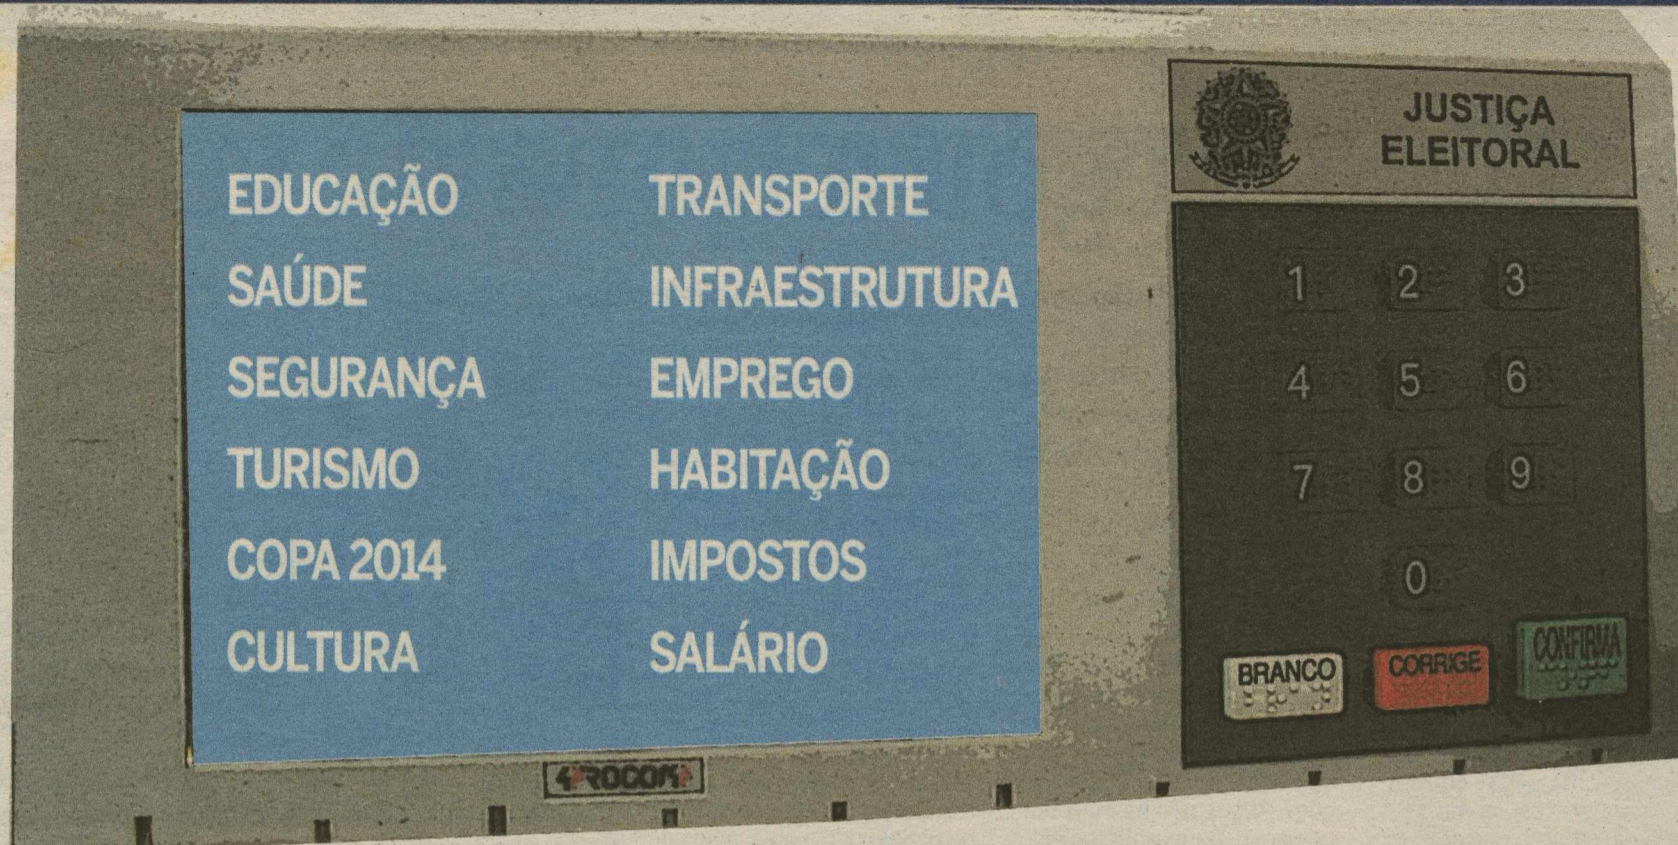 EDUCAÇÃO
SAÚDE
SEGURANÇA
TURISMO
COPA 2014
CULTURA
TRANSPORTE
INFRAESTRUTURA
EMPREGO
HABITAÇÃO
IMPOSTOS
SALÁRIO
JUSTIÇA
ELEITORAL
1 2 3
4 5 6
7 8 9
0
BRANCO CORRIGE CONFIRMA